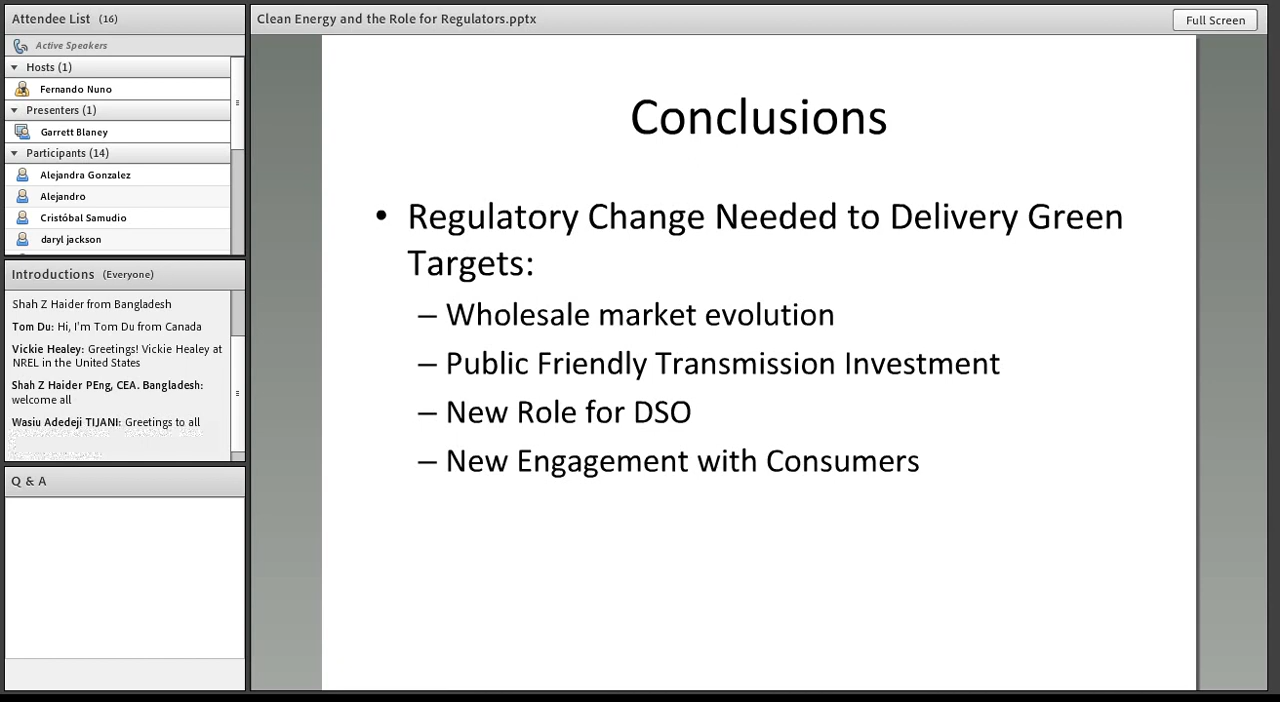 Attendee List (16)
Active Speakers
Hosts (1)
Fernando Nuno
Presenters (1)
Garrett Blaney
Participants (14)
Alejandra Gonzalez
Alejandro
Cristóbal Samudio
daryl jackson
Introductions (Everyone)
Shah Z Haider from Bangladesh
Tom Du: Hi, I'm Tom Du from Canada
Vickie Healey: Greetings! Vickie Healey at
NREL in the United States
Shah Z Haider PEng, CEA. Bangladesh:
welcome all
Wasiu Adedeji TIJANI: Greetings to all
Q & A
Clean Energy and the Role for Regulators.pptx
Full Screen
Conclusions
• Regulatory Change Needed to Delivery Green
Targets:
– Wholesale market evolution
– Public Friendly Transmission Investment
– New Role for DSO
– New Engagement with Consumers